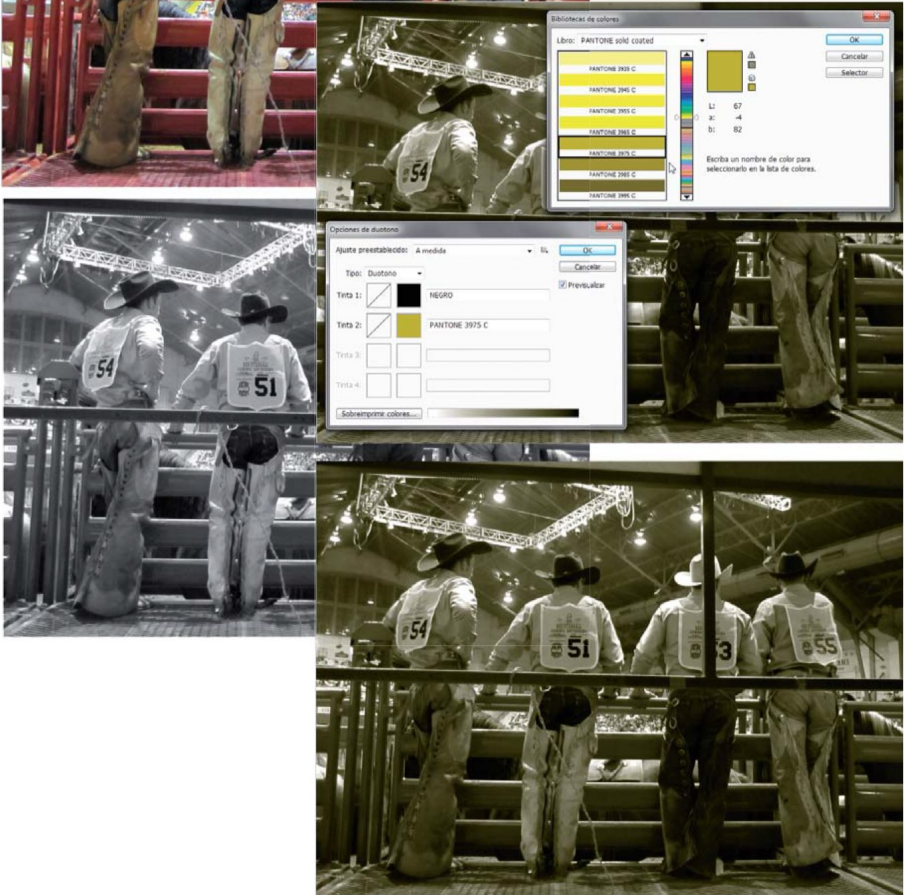 Bibliotecas de colores
Libro: PANTONE solid coated
OK
Cancelar
Selector
PANTONE 3935 C
PANTONE 3945 C
PANTONE 3955 C
PANTONE 3965 C
PANTONE 3975 C
PANTONE 3985 C
PANTONE 3995 C
L: 67
a: -4
b: 82
Escriba un nombre de color para
seleccionarlo en la lista de colores.
54
Opciones de duotono
Ajuste preestablecido: A medida
OK
Cancelar
Previsualizar
Tipo: Duotono
Tinta 1: NEGRO
Tinta 2: PANTONE 3975 C
Tinta 3:
Tinta 4:
Sobreimprimir colores...
54
51
54
51
53
55